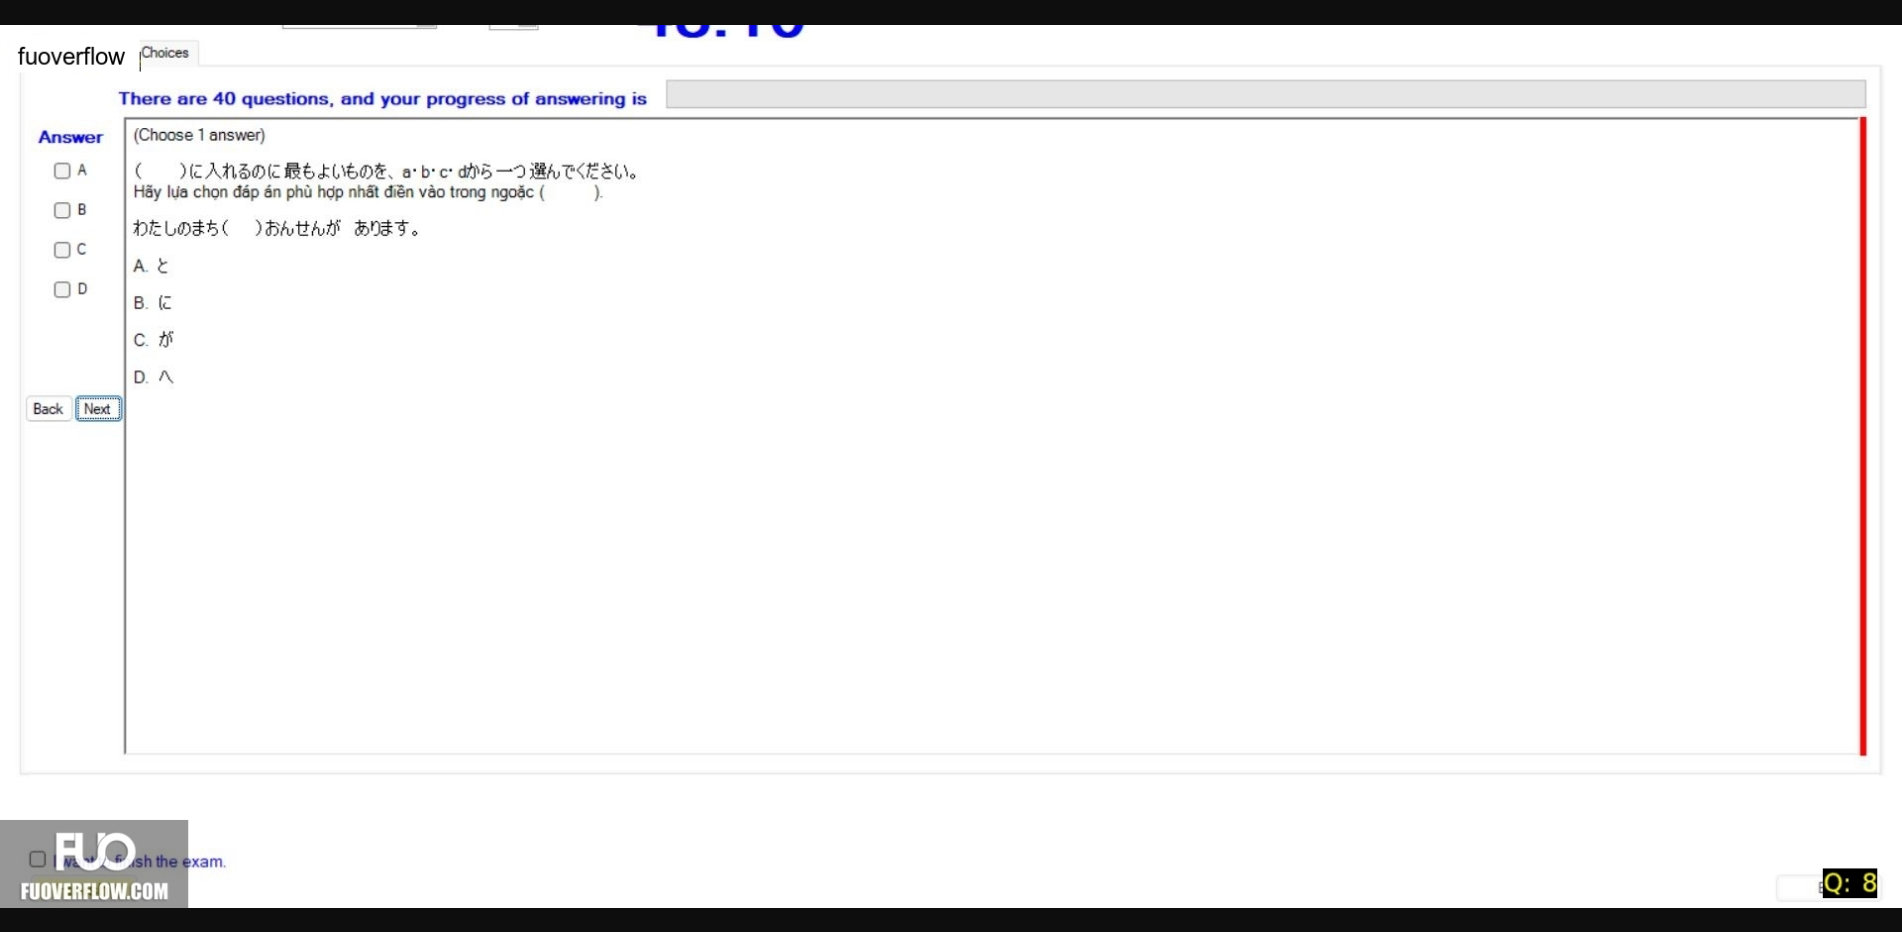 fuoverflow
Choices
There are 40 questions, and your progress of answering is
Answer
(Choose 1 answer)
A
(　　)に入れるのに最もよいものを、a・b・c・dから一つ選んでください。
Hãy lựa chọn đáp án phù hợp nhất điền vào trong ngoặc (　　).
B
わたしのまち(　)おんせんが　あります。
C
A. と
D
B. に
C. が
D. へ
Back Next
FUO
finish the exam.
FUOVERFLOW.COM
Q: 8